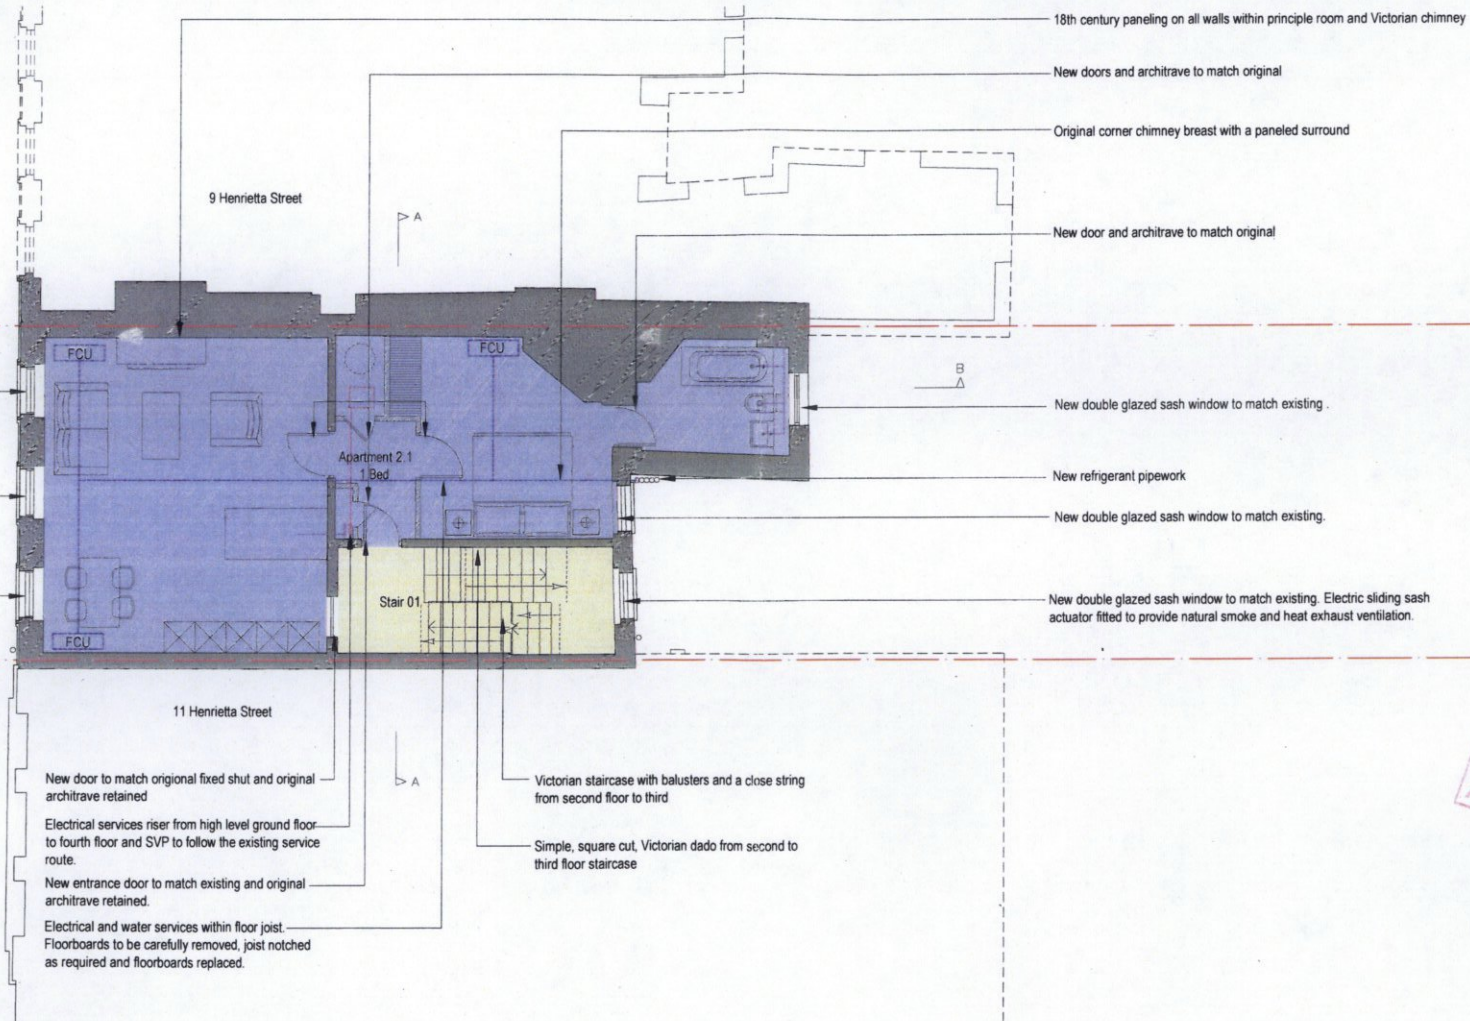 18th century paneling on all walls within principle room and Victorian chimney
New doors and architrave to match original
Original corner chimney breast with a paneled surround
9 Henrietta Street
A
New door and architrave to match original
FCU
FCU
B
New double glazed sash window to match existing .
Apartment 2.1
1 Bed
New refrigerant pipework
New double glazed sash window to match existing.
Stair 01
New double glazed sash window to match existing. Electric sliding sash
actuator fitted to provide natural smoke and heat exhaust ventilation.
FCU
11 Henrietta Street
A
New door to match origional fixed shut and original
architrave retained
Electrical services riser from high level ground floor
to fourth floor and SVP to follow the existing service
route.
New entrance door to match existing and original
architrave retained.
Electrical and water services within floor joist.
Floorboards to be carefully removed, joist notched
as required and floorboards replaced.
Victorian staircase with balusters and a close string
from second floor to third
Simple, square cut, Victorian dado from second to
third floor staircase